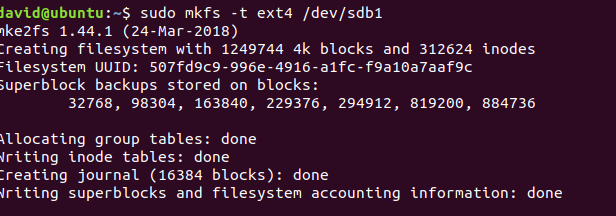 david@ubuntu:~$ sudo mkfs -t ext4 /dev/sdb1
mke2fs 1.44.1 (24-Mar-2018)
Creating filesystem with 1249744 4k blocks and 312624 inodes
Filesystem UUID: 507fd9c9-996e-4916-a1fc-f9a10a7aaf9c
Superblock backups stored on blocks:
32768, 98304, 163840, 229376, 294912, 819200, 884736
Allocating group tables: done
Writing inode tables: done
Creating journal (16384 blocks): done
Writing superblocks and filesystem accounting information: done